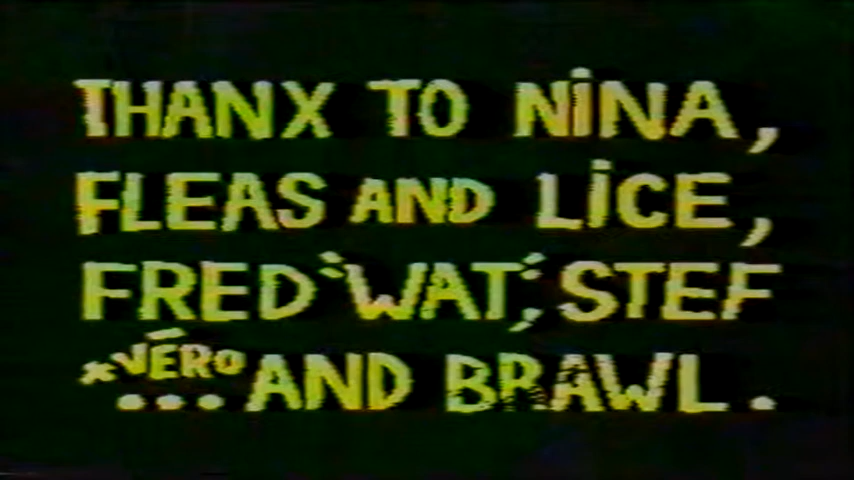 THANX TO NiNA,
FLEAS AND LiCE,
FRED "WAT", STEF
*VÉRO
... AND BRAWL.